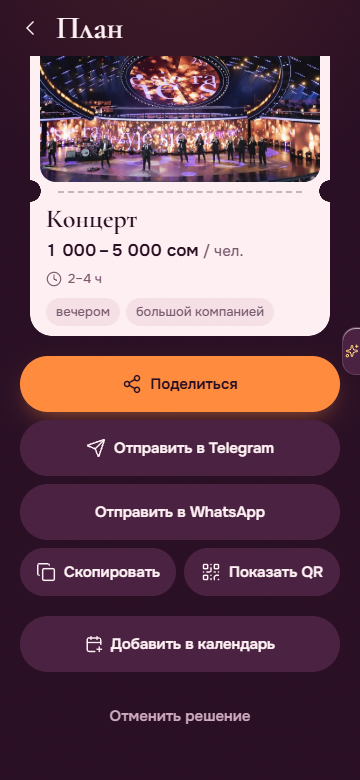 План
Концерт
1 000 – 5 000 сом / чел.
2–4 ч
вечером
большой компанией
Поделиться
Отправить в Telegram
Отправить в WhatsApp
Скопировать
Показать QR
Добавить в календарь
Отменить решение